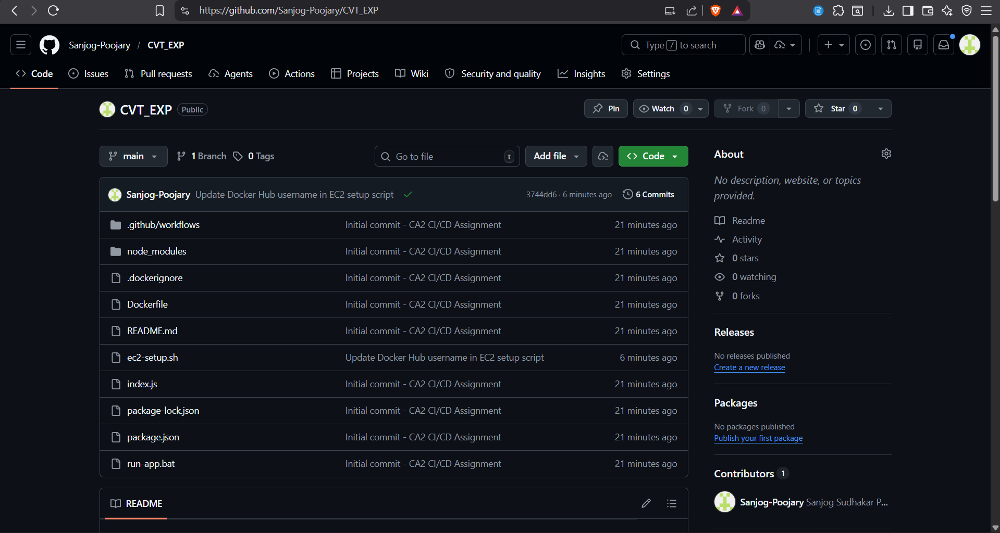 https://github.com/Sanjog-Poojary/CVT_EXP
Sanjog-Poojary / CVT_EXP
Type / to search
Code Issues Pull requests Agents Actions Projects Wiki Security and quality Insights Settings
CVT_EXP Public
Pin Watch 0 Fork 0 Star 0
main 1 Branch 0 Tags
Go to file t
Add file Code
Sanjog-Poojary Update Docker Hub username in EC2 setup script 3744dd6 · 6 minutes ago 6 Commits
.github/workflows Initial commit - CA2 CI/CD Assignment 21 minutes ago
node_modules Initial commit - CA2 CI/CD Assignment 21 minutes ago
.dockerignore Initial commit - CA2 CI/CD Assignment 21 minutes ago
Dockerfile Initial commit - CA2 CI/CD Assignment 21 minutes ago
README.md Initial commit - CA2 CI/CD Assignment 21 minutes ago
ec2-setup.sh Update Docker Hub username in EC2 setup script 6 minutes ago
index.js Initial commit - CA2 CI/CD Assignment 21 minutes ago
package-lock.json Initial commit - CA2 CI/CD Assignment 21 minutes ago
package.json Initial commit - CA2 CI/CD Assignment 21 minutes ago
run-app.bat Initial commit - CA2 CI/CD Assignment 21 minutes ago
README
About
No description, website, or topics
provided.
Readme
Activity
0 stars
0 watching
0 forks
Releases
No releases published
Create a new release
Packages
No packages published
Publish your first package
Contributors 1
Sanjog-Poojary Sanjog Sudhakar P...